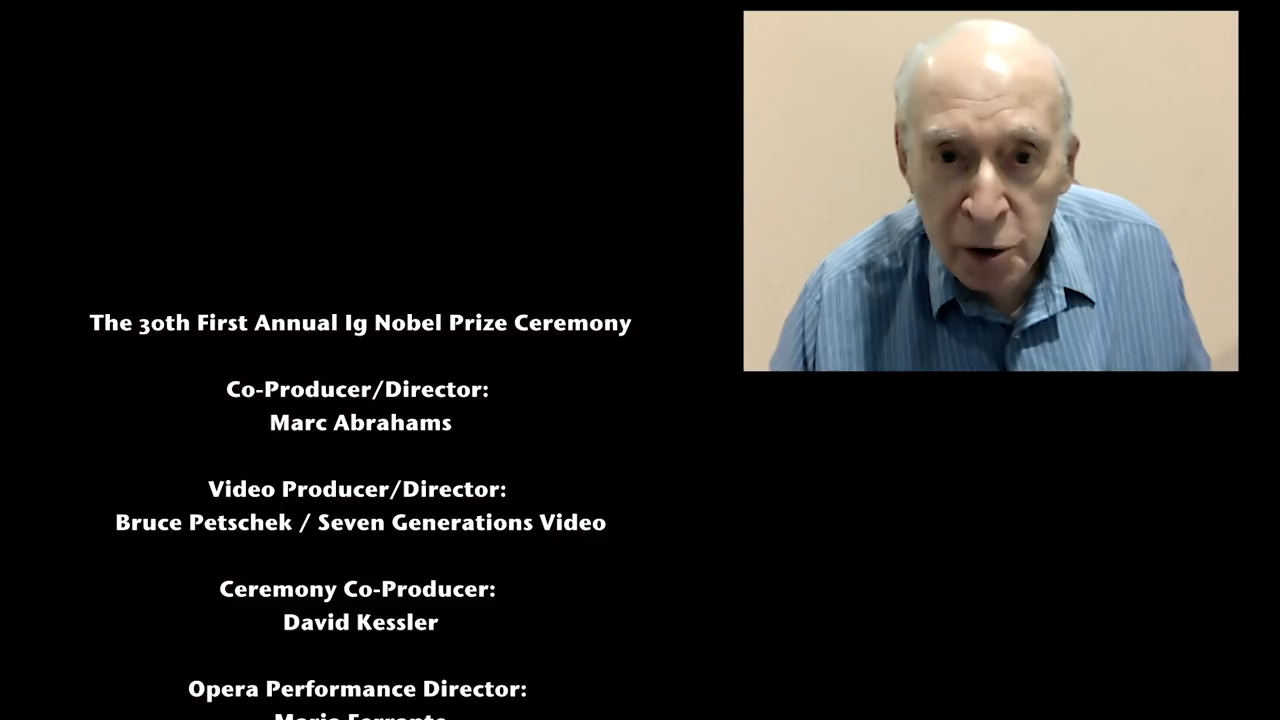 The 30th First Annual Ig Nobel Prize Ceremony
Co-Producer/Director:
Marc Abrahams
Video Producer/Director:
Bruce Petschek / Seven Generations Video
Ceremony Co-Producer:
David Kessler
Opera Performance Director: